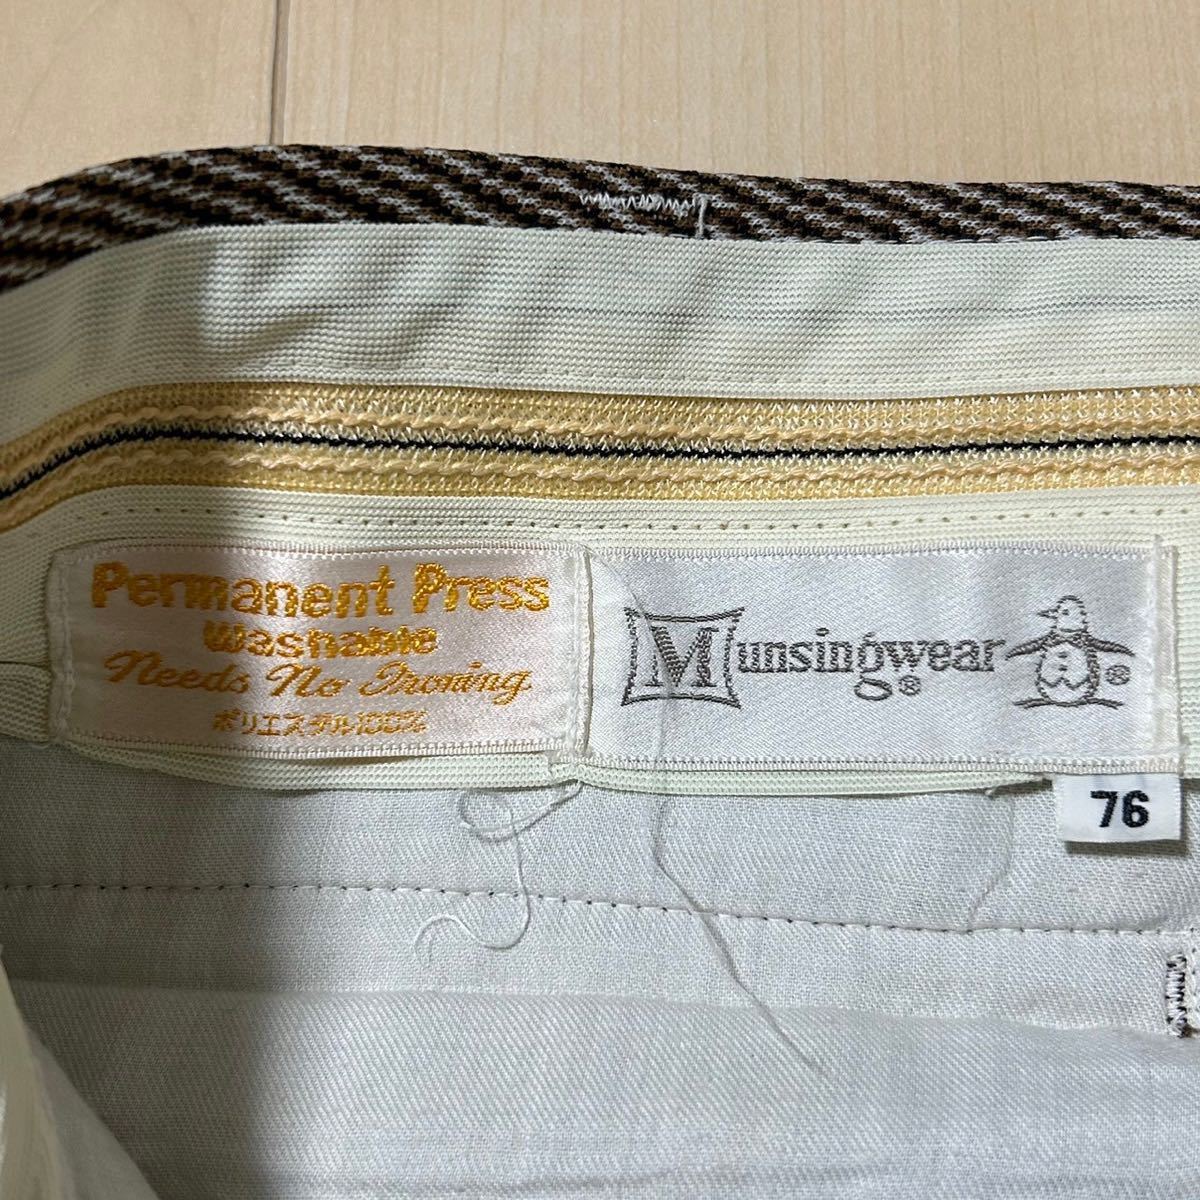 Permanent Press
Washable
Needs No Ironing
ポリエステル100%
Munsingwear®
®
76